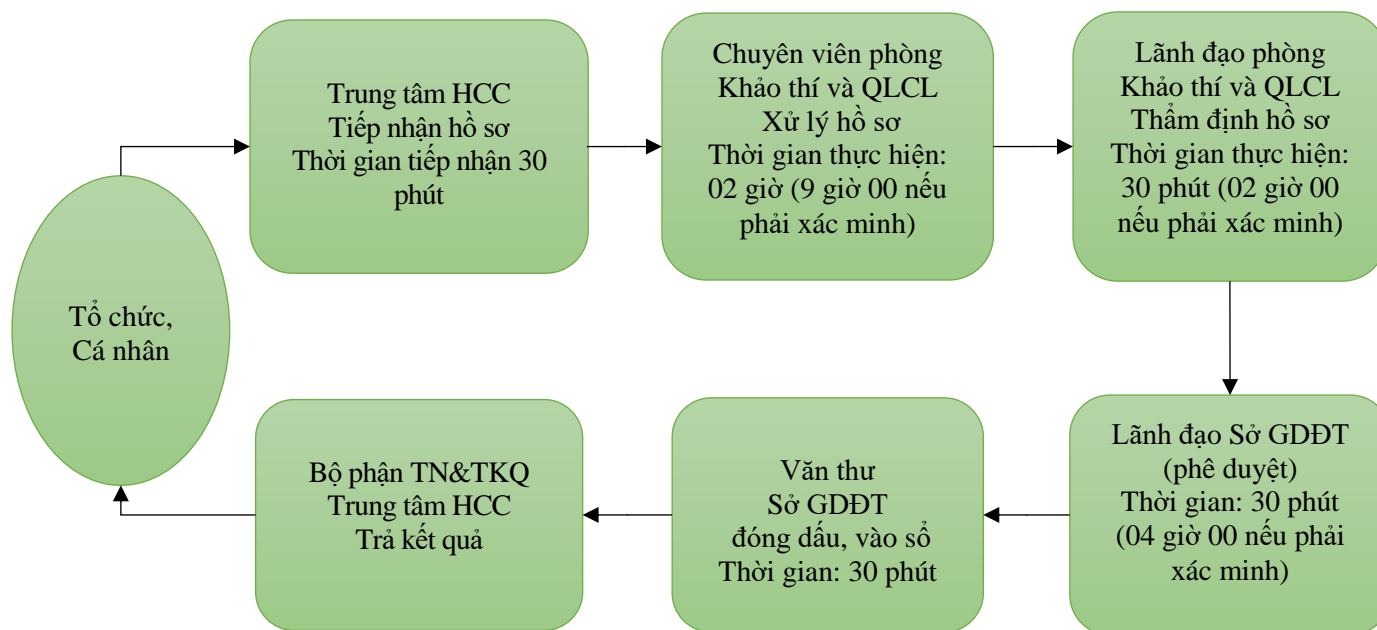 Tổ chức,
Cá nhân
Trung tâm HCC
Tiếp nhận hồ sơ
Thời gian tiếp nhận 30
phút
Chuyên viên phòng
Khảo thí và QLCL
Xử lý hồ sơ
Thời gian thực hiện:
02 giờ (9 giờ 00 nếu
phải xác minh)
Lãnh đạo phòng
Khảo thí và QLCL
Thẩm định hồ sơ
Thời gian thực hiện:
30 phút (02 giờ 00
nếu phải xác minh)
Lãnh đạo Sở GDĐT
(phê duyệt)
Thời gian: 30 phút
(04 giờ 00 nếu phải
xác minh)
Văn thư
Sở GDĐT
đóng dấu, vào sổ
Thời gian: 30 phút
Bộ phận TN&TKQ
Trung tâm HCC
Trả kết quả